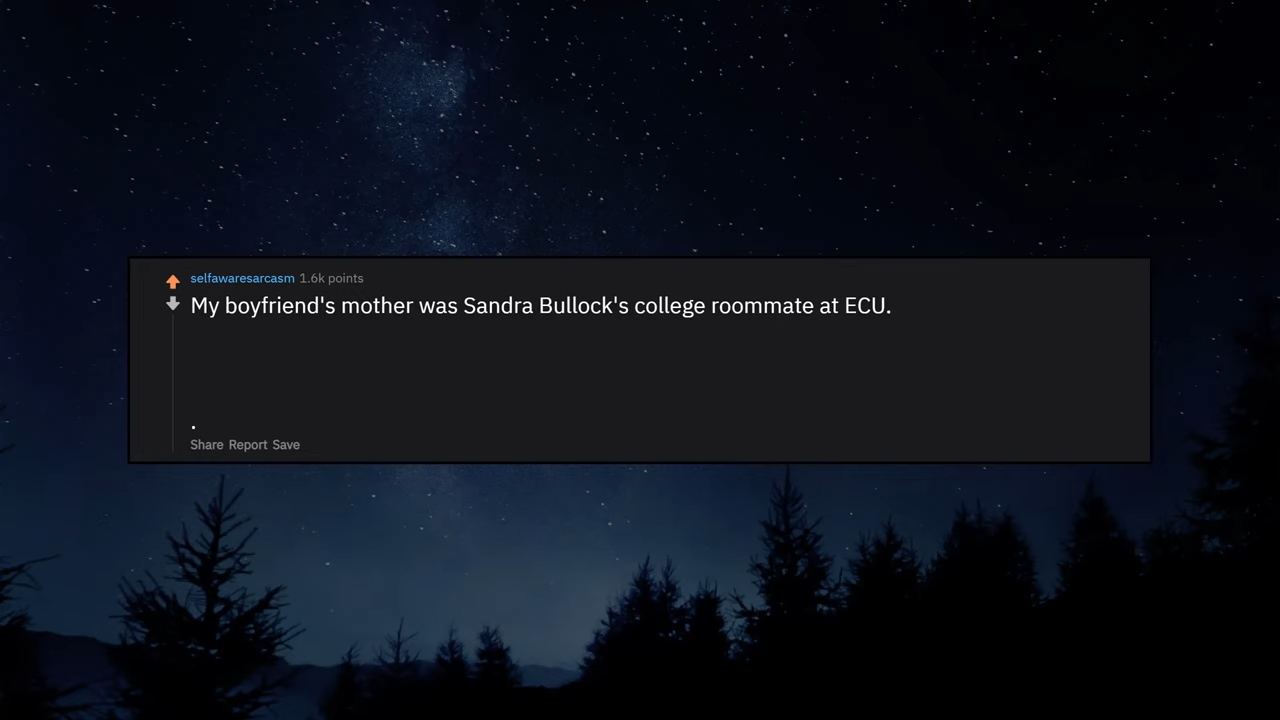 selfawaresarcasm 1.6k points
My boyfriend's mother was Sandra Bullock's college roommate at ECU.
.
Share Report Save